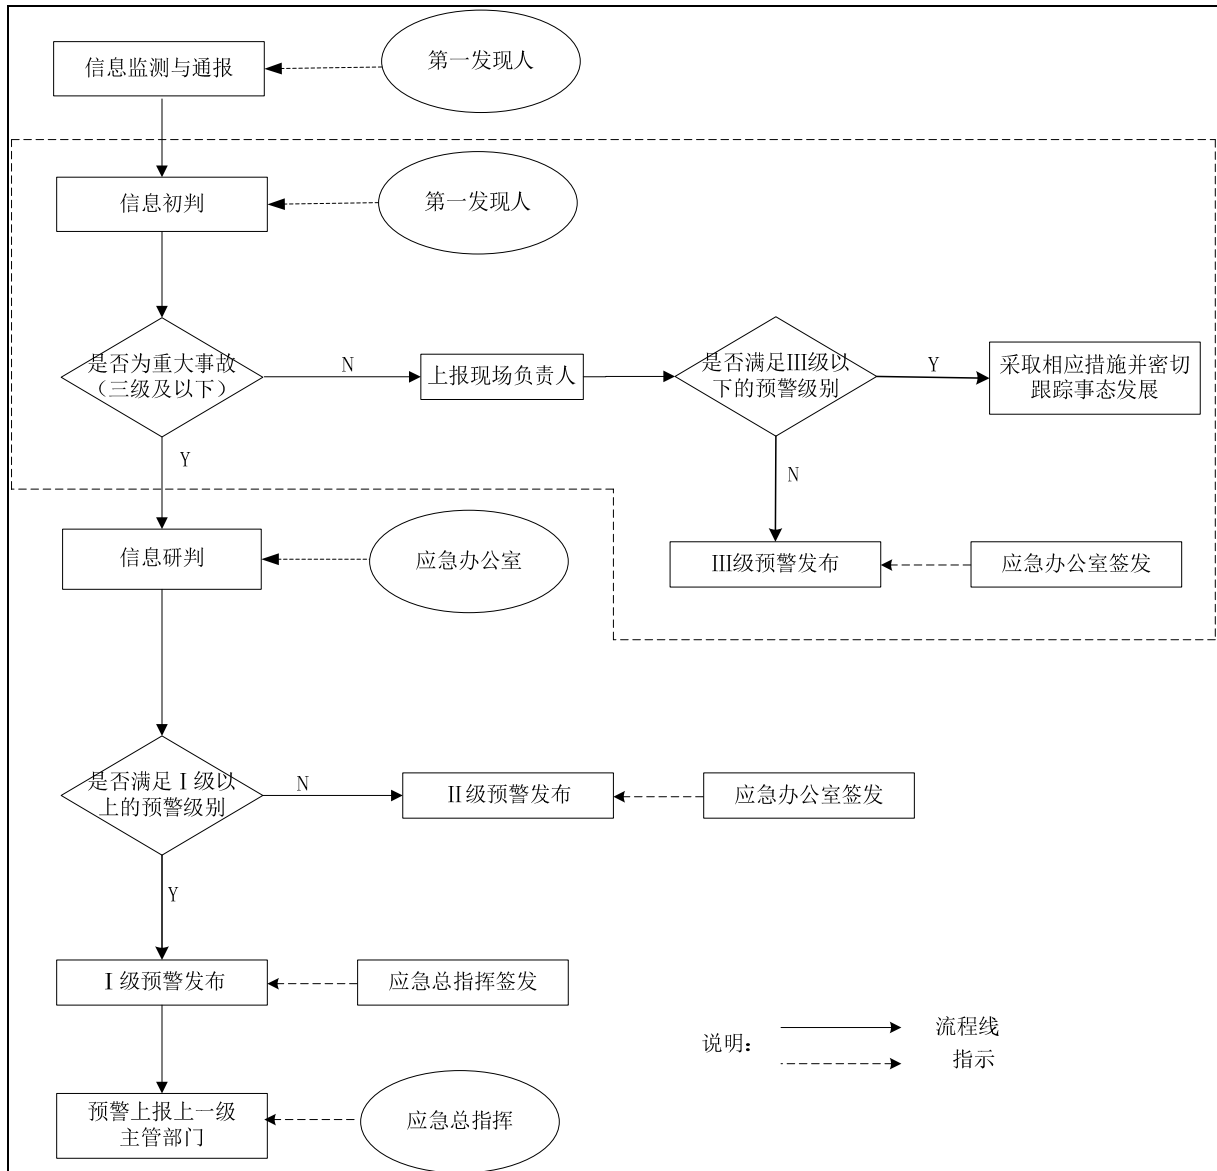 信息监测与通报
第一发现人
信息初判
第一发现人
是否为重大事故
（三级及以下）
N
上报现场负责人
是否满足III级以
下的预警级别
Y
采取相应措施并密切
跟踪事态发展
Y
N
信息研判
应急办公室
III级预警发布
应急办公室签发
是否满足Ⅰ级以
上的预警级别
N
II级预警发布
应急办公室签发
Y
Ⅰ级预警发布
应急总指挥签发
说明：
流程线
指示
预警上报上一级
主管部门
应急总指挥